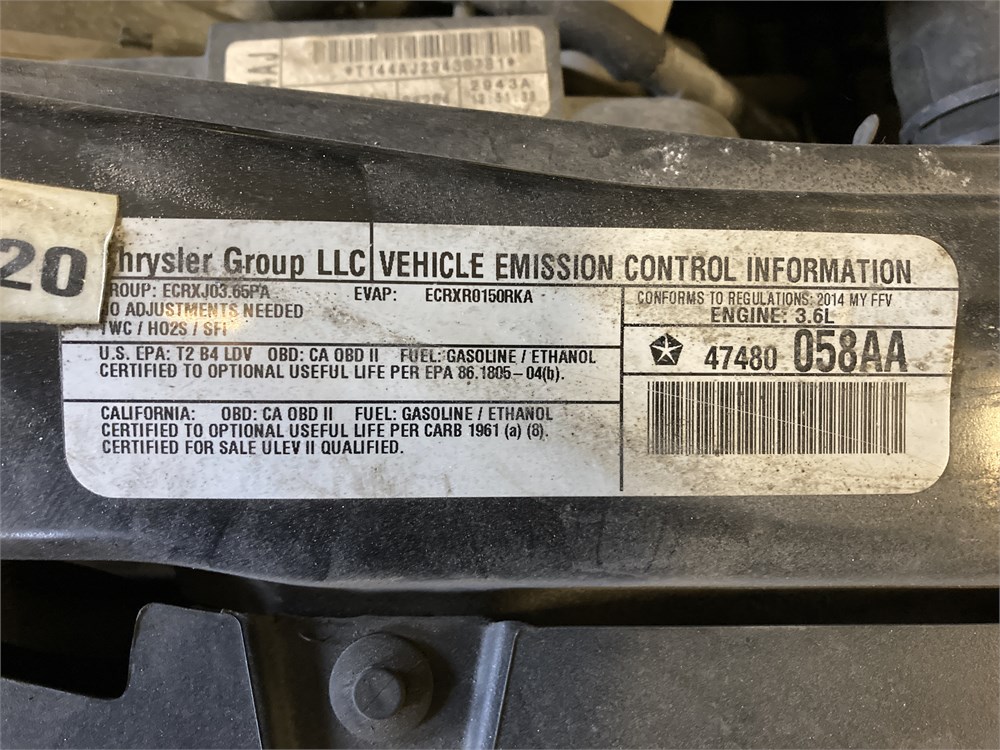 *T144AJ29436781*
2943A
20
hrysler Group LLC
VEHICLE EMISSION CONTROL INFORMATION
ROUP: ECRXJ03.65PA EVAP: ECRXR0150RKA
O ADJUSTMENTS NEEDED
TWC / HO2S / SFI
CONFORMS TO REGULATIONS: 2014 MY FFV
ENGINE: 3.6L
47480 058AA
U.S. EPA: T2 B4 LDV OBD: CA OBD II FUEL: GASOLINE / ETHANOL
CERTIFIED TO OPTIONAL USEFUL LIFE PER EPA 86.1805-04(b).
CALIFORNIA: OBD: CA OBD II FUEL: GASOLINE / ETHANOL
CERTIFIED TO OPTIONAL USEFUL LIFE PER CARB 1961 (a) (8).
CERTIFIED FOR SALE ULEV II QUALIFIED.